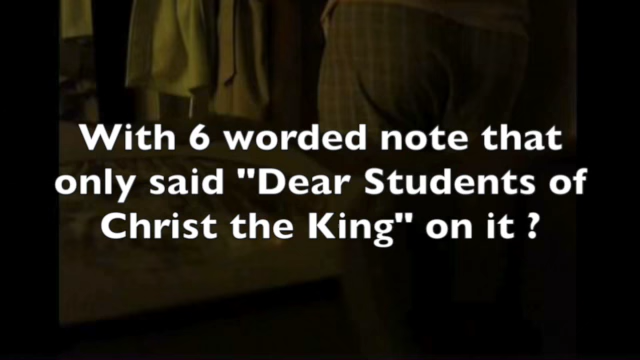 With 6 worded note that
only said "Dear Students of
Christ the King" on it ?